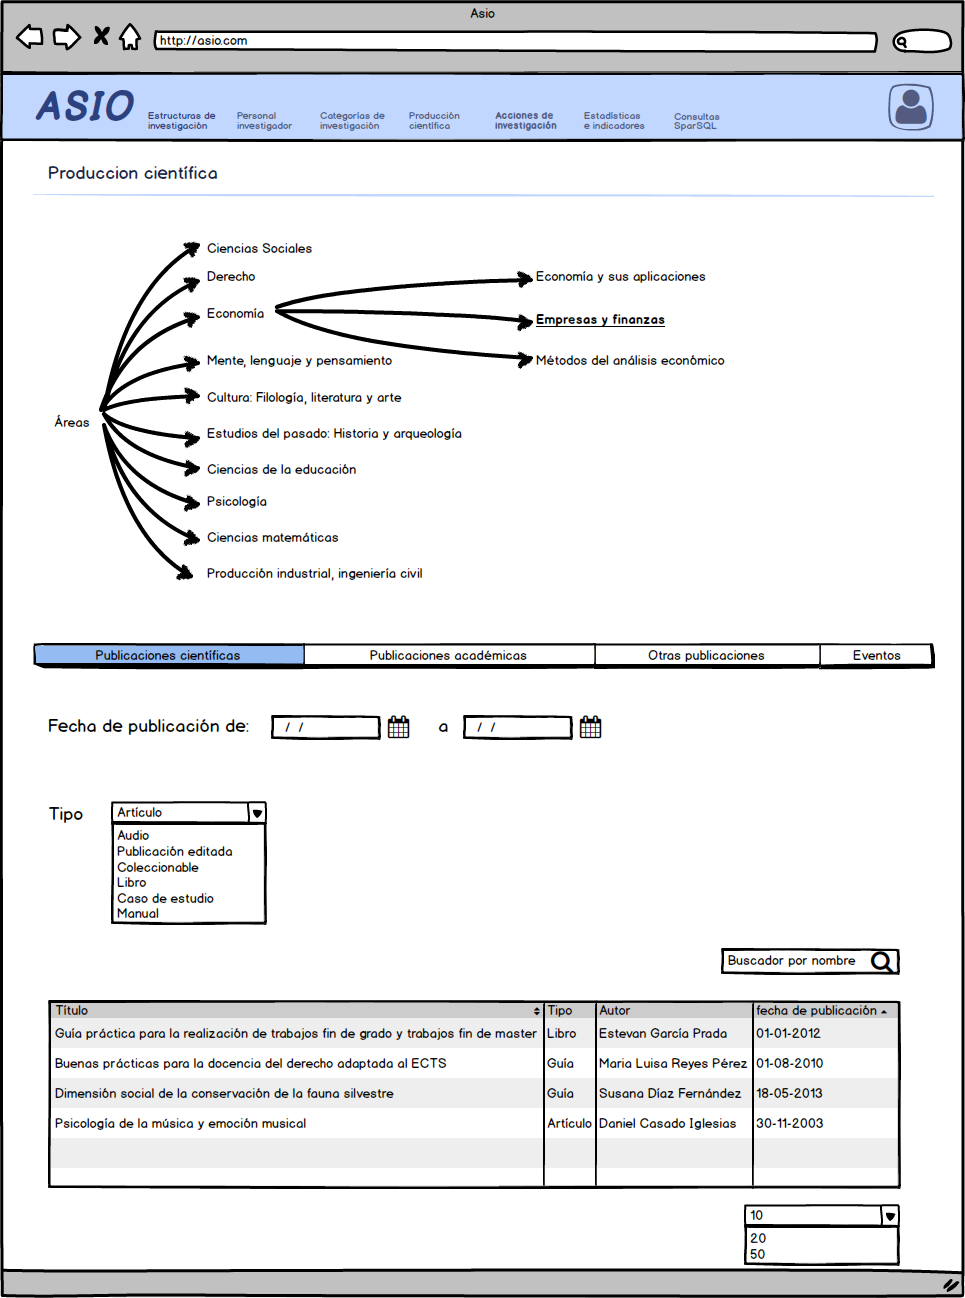 Asio
http://asio.com
ASIO
Estructuras de
investigación
Personal
investigador
Categorías de
investigación
Producción
científica
Acciones de
investigación
Estadísticas
e indicadores
Consultas
SparSQL
Produccion científica
Áreas
Ciencias Sociales
Derecho
Economía
Mente, lenguaje y pensamiento
Cultura: Filología, literatura y arte
Estudios del pasado: Historia y arqueología
Ciencias de la educación
Psicología
Ciencias matemáticas
Producción industrial, ingeniería civil
Economía y sus aplicaciones
Empresas y finanzas
Métodos del análisis económico
Publicaciones científicas Publicaciones académicas Otras publicaciones Eventos
Fecha de publicación de: / / a / /
Tipo Artículo
Audio
Publicación editada
Coleccionable
Libro
Caso de estudio
Manual
Buscador por nombre
Título Tipo Autor fecha de publicación
Guía práctica para la realización de trabajos fin de grado y trabajos fin de master Libro Estevan García Prada 01-01-2012
Buenas prácticas para la docencia del derecho adaptada al ECTS Guía Maria Luisa Reyes Pérez 01-08-2010
Dimensión social de la conservación de la fauna silvestre Guía Susana Díaz Fernández 18-05-2013
Psicología de la música y emoción musical Artículo Daniel Casado Iglesias 30-11-2003
10
20
50